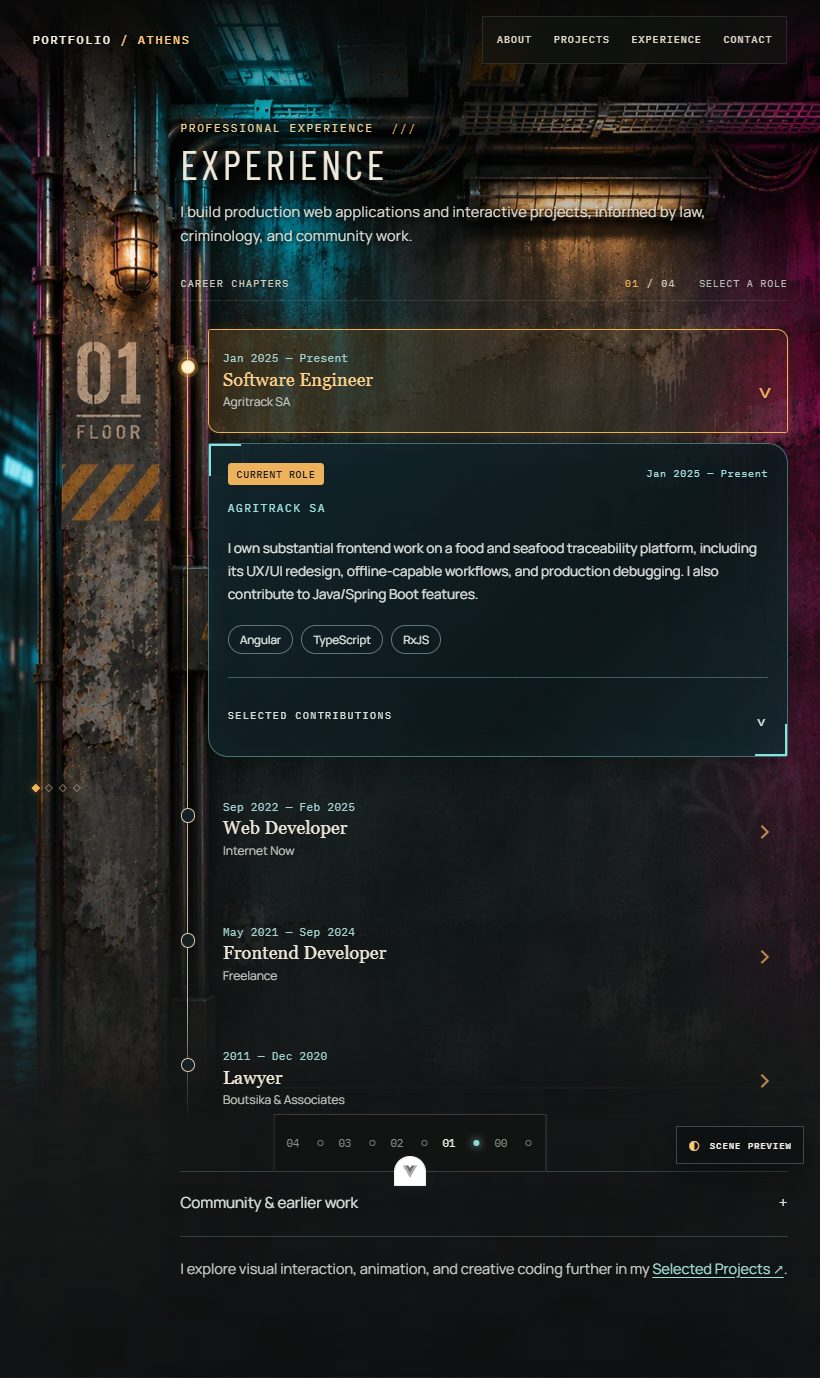 PORTFOLIO / ATHENS
ABOUT PROJECTS EXPERIENCE CONTACT
PROFESSIONAL EXPERIENCE ///
EXPERIENCE
I build production web applications and interactive projects, informed by law,
criminology, and community work.
CAREER CHAPTERS
01 / 04 SELECT A ROLE
01
FLOOR
Jan 2025 — Present
Software Engineer
Agritrack SA
CURRENT ROLE
Jan 2025 — Present
AGRITRACK SA
I own substantial frontend work on a food and seafood traceability platform, including
its UX/UI redesign, offline-capable workflows, and production debugging. I also
contribute to Java/Spring Boot features.
Angular TypeScript RxJS
SELECTED CONTRIBUTIONS
Sep 2022 — Feb 2025
Web Developer
Internet Now
May 2021 — Sep 2024
Frontend Developer
Freelance
2011 — Dec 2020
Lawyer
Boutsika & Associates
04 03 02 01 00
SCENE PREVIEW
Community & earlier work +
I explore visual interaction, animation, and creative coding further in my Selected Projects ↗.